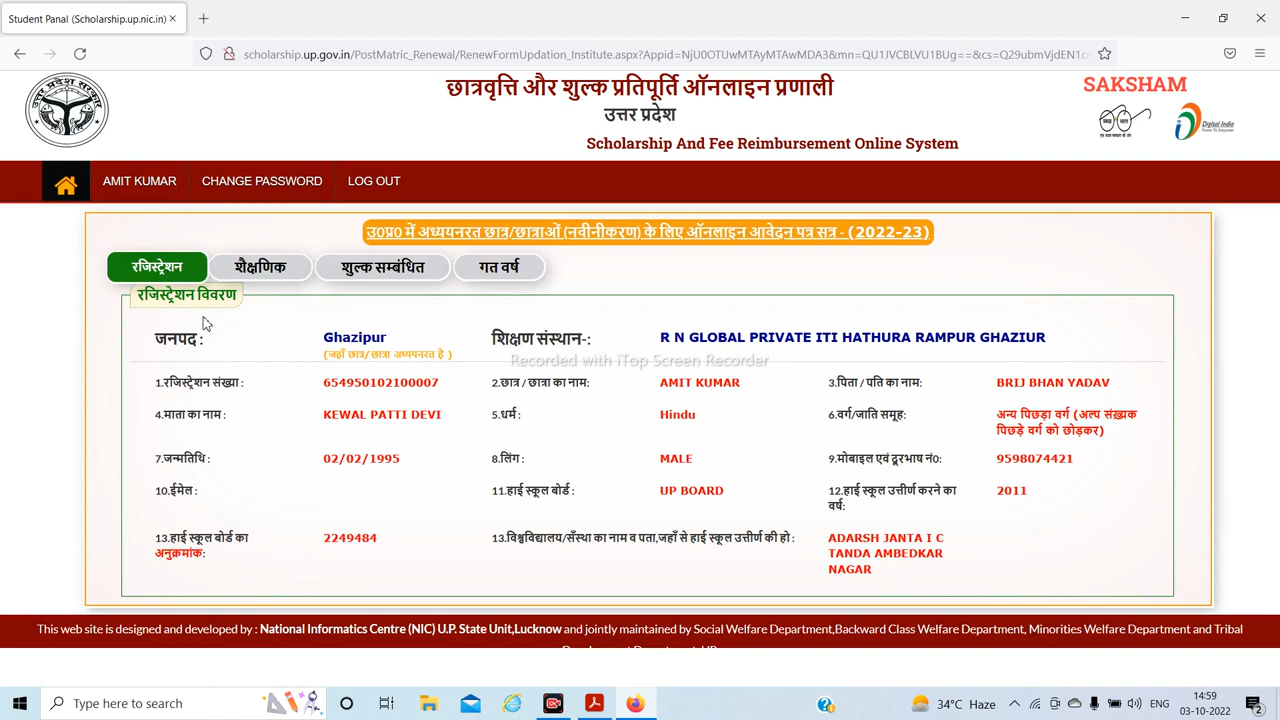 Student Panal (Scholarship.up.nic.in)
scholarship.up.gov.in/PostMatric_Renewal/RenewFormUpdation_Institute.aspx?Appid=NjU0OTUwMTAyMTAwMDA3&mn=QU1JVCBLVU1BUg==&cs=Q29ubmVjdEN1c
छात्रवृत्ति और शुल्क प्रतिपूर्ति ऑनलाइन प्रणाली
उत्तर प्रदेश
Scholarship And Fee Reimbursement Online System
SAKSHAM
Digital India
Power To Empower
AMIT KUMAR CHANGE PASSWORD LOG OUT
उ0प्र0 में अध्ययनरत छात्र/छात्राओं (नवीनीकरण) के लिए ऑनलाइन आवेदन पत्र सत्र - (2022-23)
रजिस्ट्रेशन शैक्षणिक शुल्क सम्बंधित गत वर्ष
रजिस्ट्रेशन विवरण
जनपद : Ghazipur शिक्षण संस्थान-: R N GLOBAL PRIVATE ITI HATHURA RAMPUR GHAZIUR
(जहाँ छात्र/ छात्रा अध्ययनरत है )
Recorded with iTop Screen Recorder
1.रजिस्ट्रेशन संख्या : 654950102100007 2.छात्र / छात्रा का नाम: AMIT KUMAR 3.पिता / पति का नाम: BRIJ BHAN YADAV
4.माता का नाम : KEWAL PATTI DEVI 5.धर्म : Hindu 6.वर्ग/जाति समूह: अन्य पिछड़ा वर्ग (अल्प संख़्यक
पिछड़े वर्ग को छोड़कर)
7.जन्मतिथि : 02/02/1995 8.लिंग : MALE 9.मोबाइल एवं दूरभाष नं0: 9598074421
10.ईमेल : 11.हाई स्कूल बोर्ड : UP BOARD 12.हाई स्कूल उत्तीर्ण करने का 2011
वर्ष:
13.हाई स्कूल बोर्ड का 2249484 13.विश्वविद्यालय/सँस्था का नाम व पता,जहाँ से हाई स्कूल उत्तीर्ण की हो : ADARSH JANTA I C
अनुक्रमांक: TANDA AMBEDKAR
NAGAR
This web site is designed and developed by : National Informatics Centre (NIC) U.P. State Unit,Lucknow and jointly maintained by Social Welfare Department,Backward Class Welfare Department, Minorities Welfare Department and Tribal
Type here to search
34°C Haze
ENG
14:59
03-10-2022
2